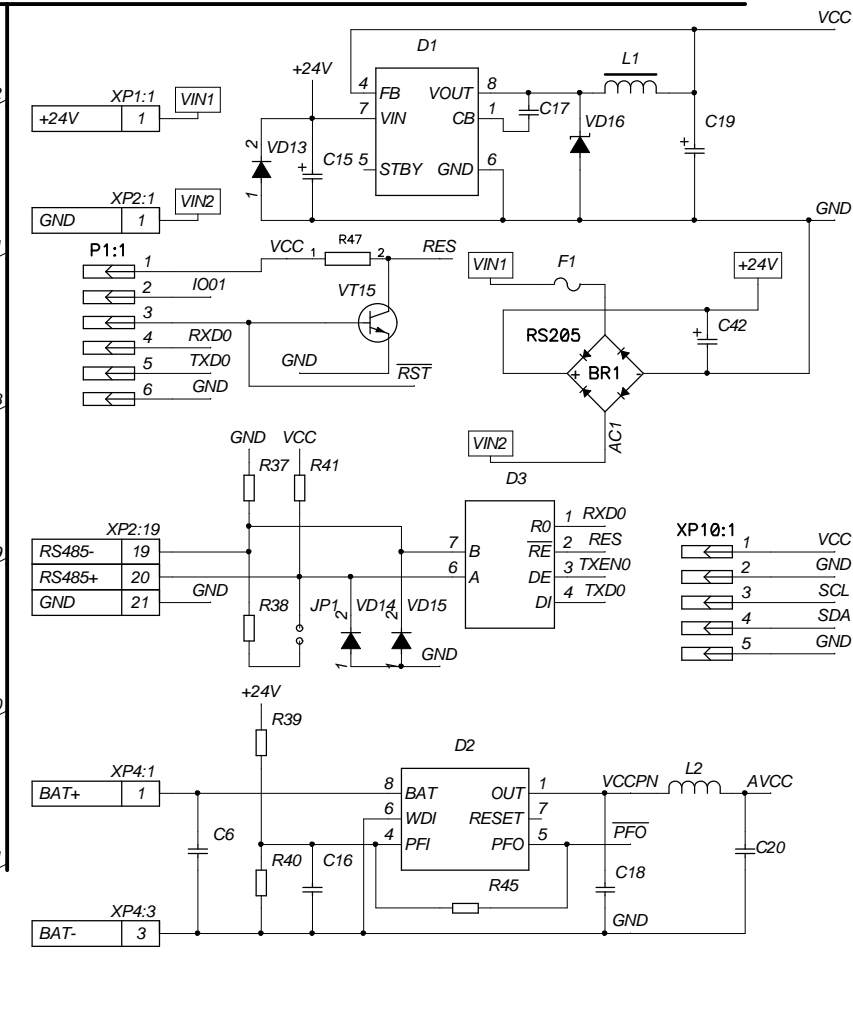 VCC
D1
L1
+24V
XP1:1
VIN1
+24V 1
4 FB VOUT 8
7 VIN CB 1
C17
VD16
C19
+
2
VD13
1
C15
+
5 STBY GND 6
XP2:1
VIN2
GND 1
GND
P1:1
1
VCC
1
R47
2
RES
2 IO01
3
VT15
4 RXD0
5 TXD0
6 GND
GND
RST
VIN1
F1
+24V
RS205
+ BR1 -
+
C42
AC1
VIN2
GND VCC
R37
R41
D3
XP2:19
RS485- 19
RS485+ 20
GND 21
GND
7 B R0 1 RXD0
RE 2 RES
6 A DE 3 TXEN0
DI 4 TXD0
R38
JP1
2
VD14
2
VD15
1
1
GND
XP10:1
1 VCC
2 GND
3 SCL
4 SDA
5 GND
+24V
R39
D2
L2
XP4:1
BAT+ 1
8 BAT OUT 1
VCCPN
AVCC
6 WDI RESET 7
4 PFI PFO 5
PFO
C6
R40
C16
R45
C18
C20
XP4:3
BAT- 3
GND